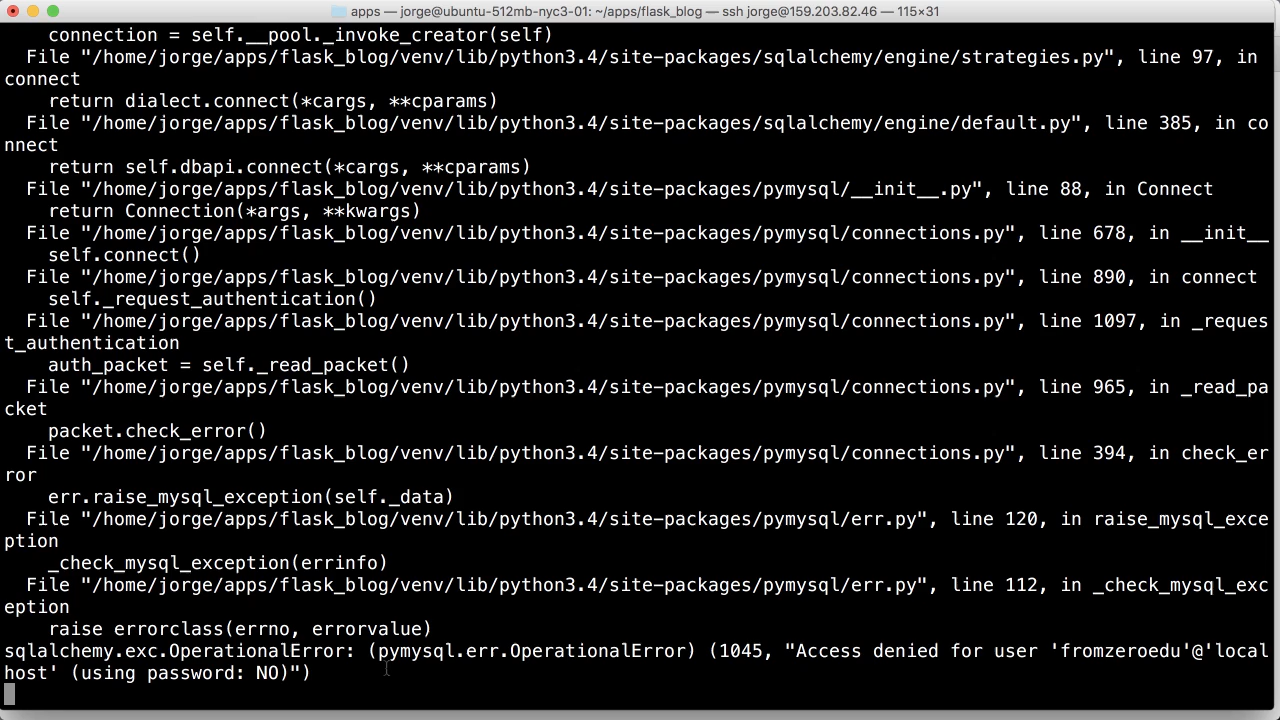 apps — jorge@ubuntu-512mb-nyc3-01: ~/apps/flask_blog — ssh jorge@159.203.82.46 — 115×31
    connection = self.__pool._invoke_creator(self)
  File "/home/jorge/apps/flask_blog/venv/lib/python3.4/site-packages/sqlalchemy/engine/strategies.py", line 97, in 
connect
    return dialect.connect(*cargs, **cparams)
  File "/home/jorge/apps/flask_blog/venv/lib/python3.4/site-packages/sqlalchemy/engine/default.py", line 385, in co
nnect
    return self.dbapi.connect(*cargs, **cparams)
  File "/home/jorge/apps/flask_blog/venv/lib/python3.4/site-packages/pymysql/__init__.py", line 88, in Connect
    return Connection(*args, **kwargs)
  File "/home/jorge/apps/flask_blog/venv/lib/python3.4/site-packages/pymysql/connections.py", line 678, in __init__
    self.connect()
  File "/home/jorge/apps/flask_blog/venv/lib/python3.4/site-packages/pymysql/connections.py", line 890, in connect
    self._request_authentication()
  File "/home/jorge/apps/flask_blog/venv/lib/python3.4/site-packages/pymysql/connections.py", line 1097, in _reques
t_authentication
    auth_packet = self._read_packet()
  File "/home/jorge/apps/flask_blog/venv/lib/python3.4/site-packages/pymysql/connections.py", line 965, in _read_pa
cket
    packet.check_error()
  File "/home/jorge/apps/flask_blog/venv/lib/python3.4/site-packages/pymysql/connections.py", line 394, in check_er
ror
    err.raise_mysql_exception(self._data)
  File "/home/jorge/apps/flask_blog/venv/lib/python3.4/site-packages/pymysql/err.py", line 120, in raise_mysql_exce
ption
    _check_mysql_exception(errinfo)
  File "/home/jorge/apps/flask_blog/venv/lib/python3.4/site-packages/pymysql/err.py", line 112, in _check_mysql_exc
eption
    raise errorclass(errno, errorvalue)
sqlalchemy.exc.OperationalError: (pymysql.err.OperationalError) (1045, "Access denied for user 'fromzeroedu'@'local
host' (using password: NO)")